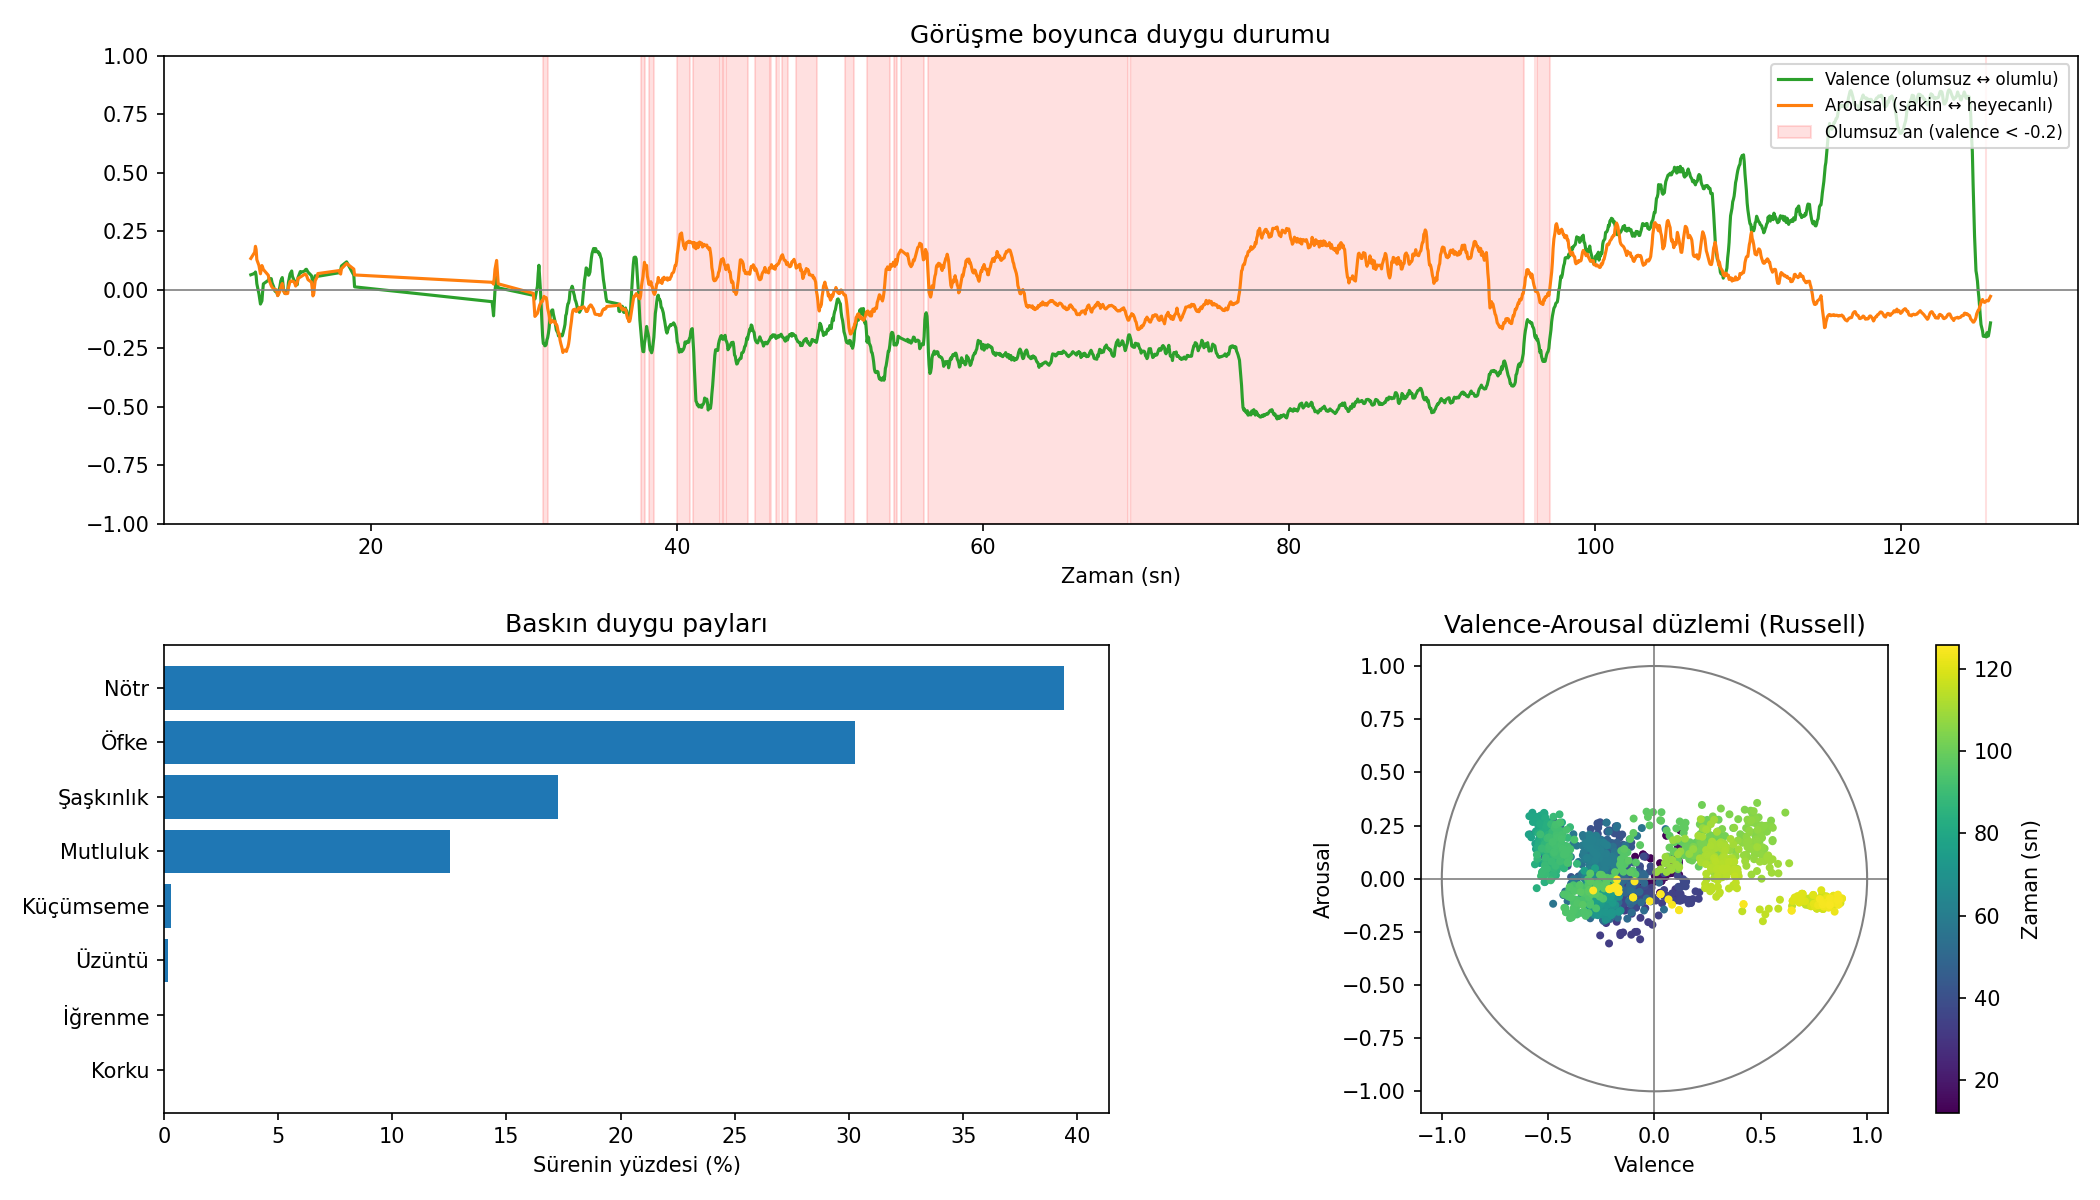 Görüşme boyunca duygu durumu
1.00
0.75
0.50
0.25
0.00
−0.25
−0.50
−0.75
−1.00
Valence (olumsuz ↔ olumlu)
Arousal (sakin ↔ heyecanlı)
Olumsuz an (valence < -0.2)
20 40 60 80 100 120
Zaman (sn)
Baskın duygu payları
Nötr
Öfke
Şaşkınlık
Mutluluk
Küçümseme
Üzüntü
İğrenme
Korku
0 5 10 15 20 25 30 35 40
Sürenin yüzdesi (%)
Valence-Arousal düzlemi (Russell)
Arousal
1.00
0.75
0.50
0.25
0.00
−0.25
−0.50
−0.75
−1.00
−1.0 −0.5 0.0 0.5 1.0
Valence
120
100
80
60
40
20
Zaman (sn)